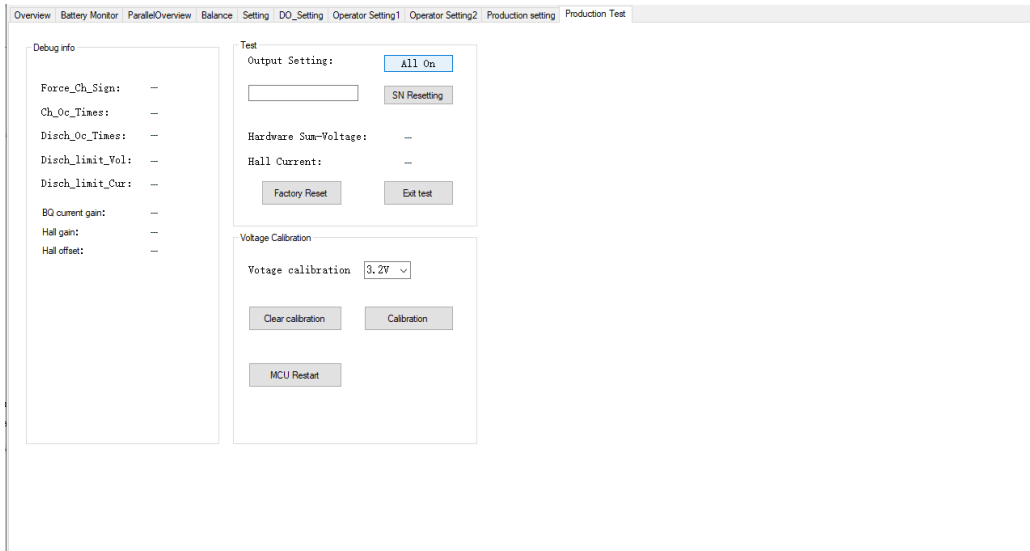 Overview Battery Monitor ParallelOverview Balance Setting DO_Setting Operator Setting1 Operator Setting2 Production setting Production Test
Debug info
Force_Ch_Sign: ---
Ch_Oc_Times: ---
Disch_Oc_Times: ---
Disch_limit_Vol: ---
Disch_limit_Cur: ---
BQ current gain: ---
Hall gain: ---
Hall offset: ---
Test
Output Setting: All On
SN Resetting
Hardware Sum-Voltage: ---
Hall Current: ---
Factory Reset Exit test
Voltage Calibration
Votage calibration 3.2V
Clear calibration Calibration
MCU Restart